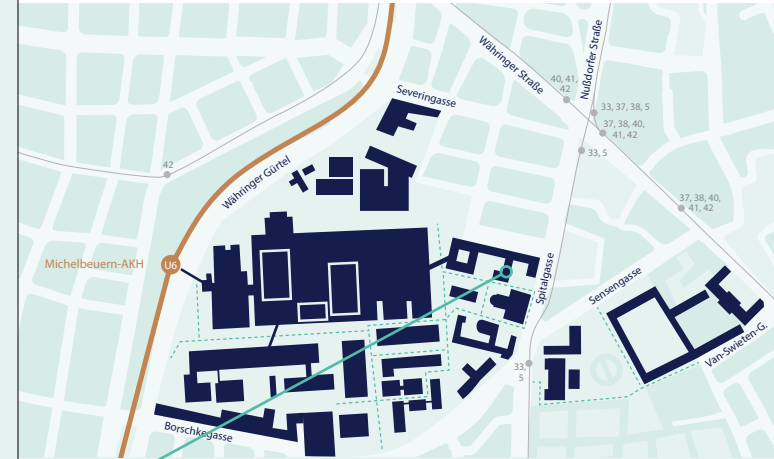 Währinger Straße
Nußdorfer Straße
40, 41,
42
Severingasse
33, 37, 38, 5
37, 38, 40,
41, 42
33, 5
42
Währinger Gürtel
37, 38, 40,
41, 42
Michelbeuern-AKH
U6
Spitalgasse
Sensengasse
Van-Swieten-G.
33,
5
Borschkegasse